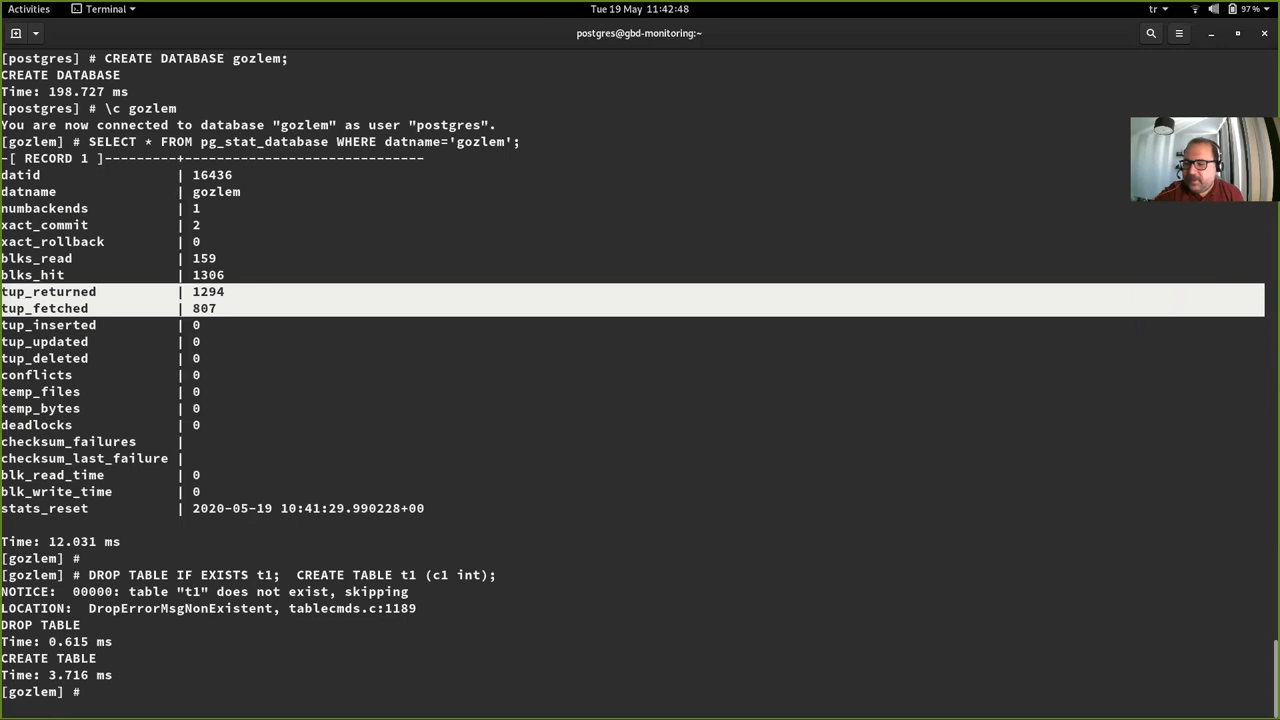 Activities Terminal Tue 19 May 11:42:48 tr 97%
postgres@gbd-monitoring:~
[postgres] # CREATE DATABASE gozlem;
CREATE DATABASE
Time: 198.727 ms
[postgres] # \c gozlem
You are now connected to database "gozlem" as user "postgres".
[gozlem] # SELECT * FROM pg_stat_database WHERE datname='gozlem';
-[ RECORD 1 ]---------+------------------------------
datid                 | 16436
datname               | gozlem
numbackends           | 1
xact_commit           | 2
xact_rollback         | 0
blks_read             | 159
blks_hit              | 1306
tup_returned          | 1294
tup_fetched           | 807
tup_inserted          | 0
tup_updated           | 0
tup_deleted           | 0
conflicts             | 0
temp_files            | 0
temp_bytes            | 0
deadlocks             | 0
checksum_failures     |
checksum_last_failure |
blk_read_time         | 0
blk_write_time        | 0
stats_reset           | 2020-05-19 10:41:29.990228+00
Time: 12.031 ms
[gozlem] #
[gozlem] # DROP TABLE IF EXISTS t1;  CREATE TABLE t1 (c1 int);
NOTICE:  00000: table "t1" does not exist, skipping
LOCATION:  DropErrorMsgNonExistent, tablecmds.c:1189
DROP TABLE
Time: 0.615 ms
CREATE TABLE
Time: 3.716 ms
[gozlem] #